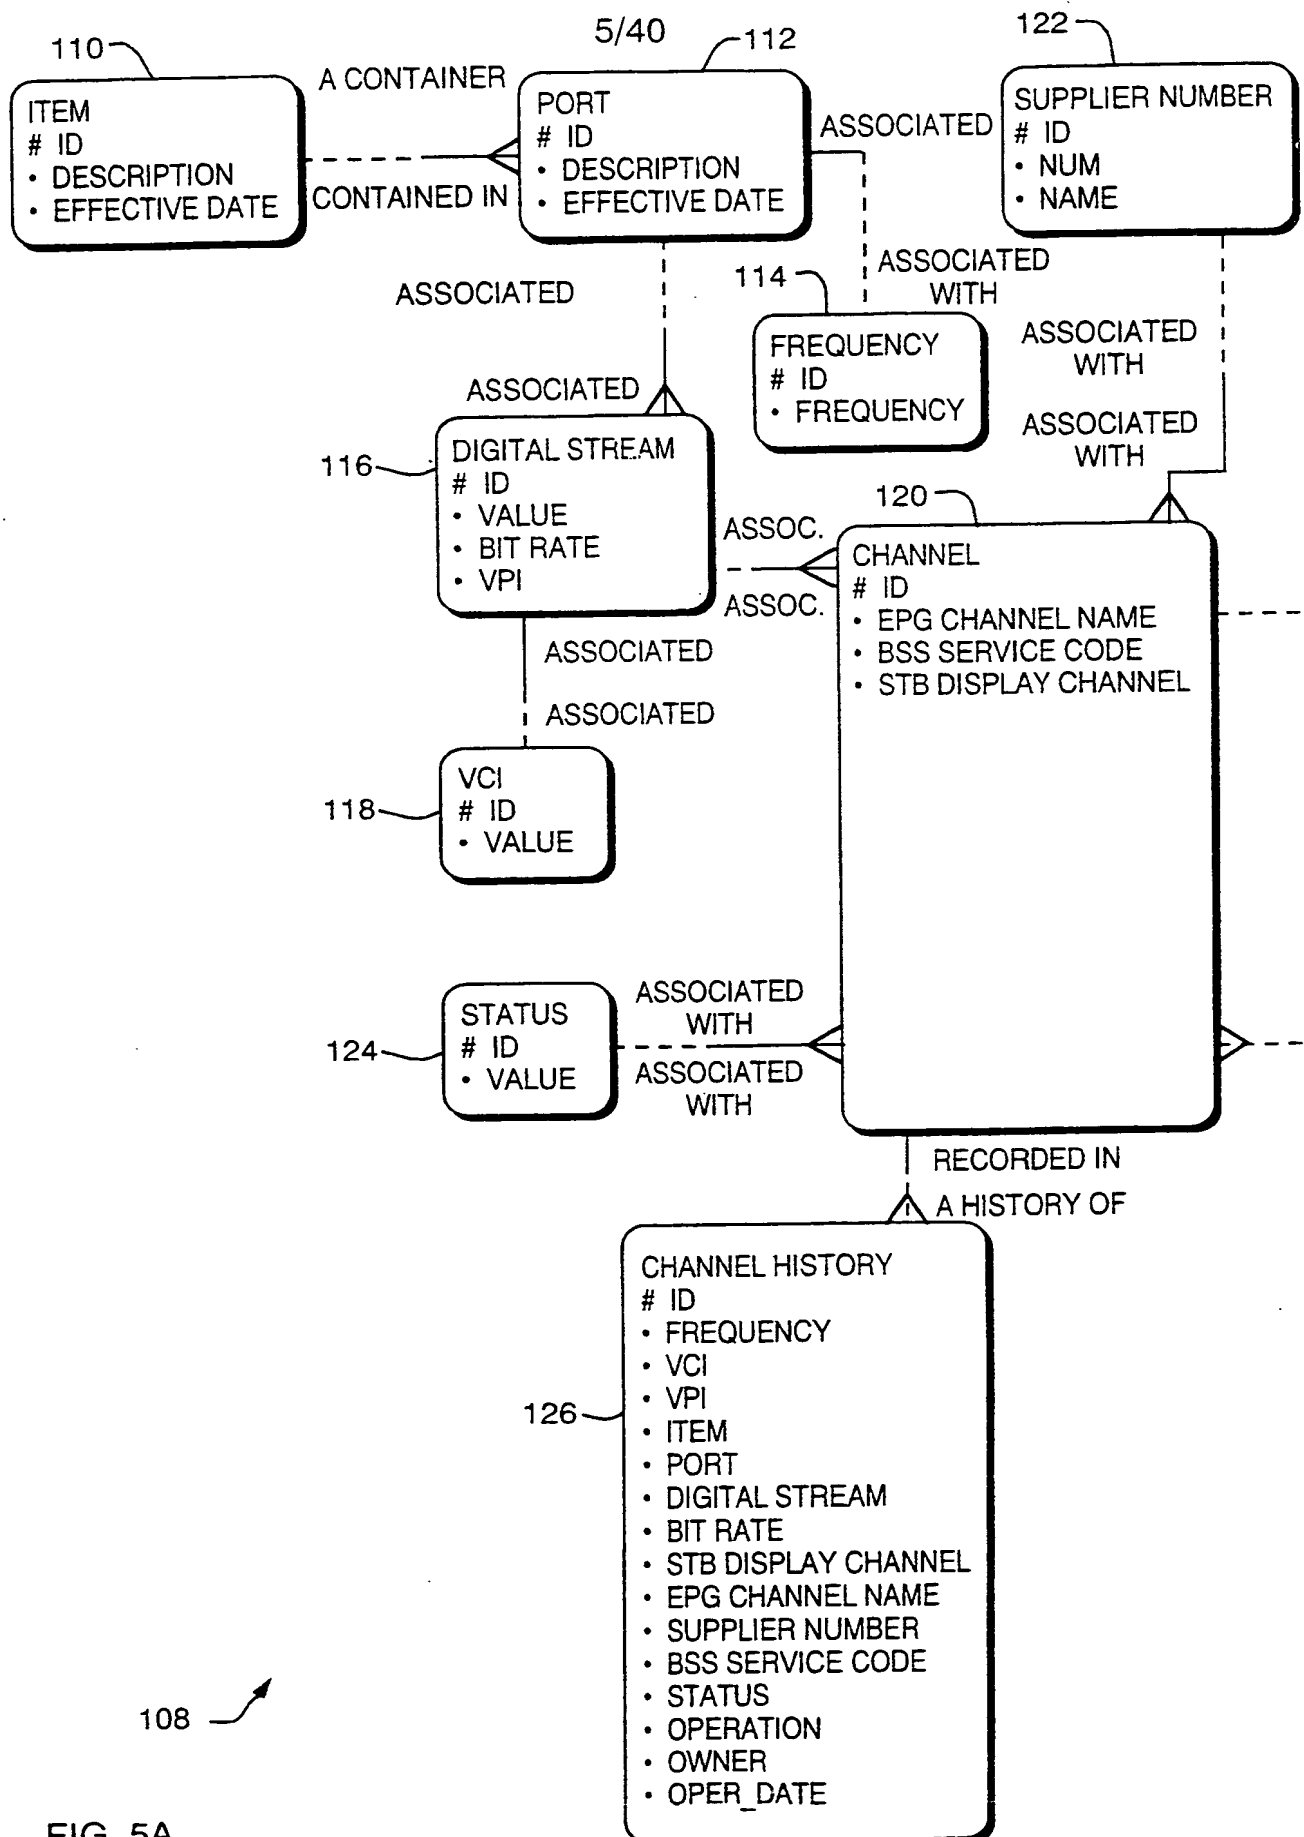 5/40
110
A CONTAINER
CONTAINED IN
ITEM
# ID
• DESCRIPTION
• EFFECTIVE DATE
112
PORT
# ID
• DESCRIPTION
• EFFECTIVE DATE
ASSOCIATED
ASSOCIATED
WITH
122
SUPPLIER NUMBER
# ID
• NUM
• NAME
ASSOCIATED
WITH
ASSOCIATED
WITH
114
FREQUENCY
# ID
• FREQUENCY
ASSOCIATED
ASSOCIATED
116
DIGITAL STREAM
# ID
• VALUE
• BIT RATE
• VPI
ASSOC.
ASSOC.
120
CHANNEL
# ID
• EPG CHANNEL NAME
• BSS SERVICE CODE
• STB DISPLAY CHANNEL
ASSOCIATED
ASSOCIATED
118
VCI
# ID
• VALUE
124
STATUS
# ID
• VALUE
ASSOCIATED
WITH
ASSOCIATED
WITH
RECORDED IN
A HISTORY OF
126
CHANNEL HISTORY
# ID
• FREQUENCY
• VCI
• VPI
• ITEM
• PORT
• DIGITAL STREAM
• BIT RATE
• STB DISPLAY CHANNEL
• EPG CHANNEL NAME
• SUPPLIER NUMBER
• BSS SERVICE CODE
• STATUS
• OPERATION
• OWNER
• OPER_DATE
108
FIG. 5A